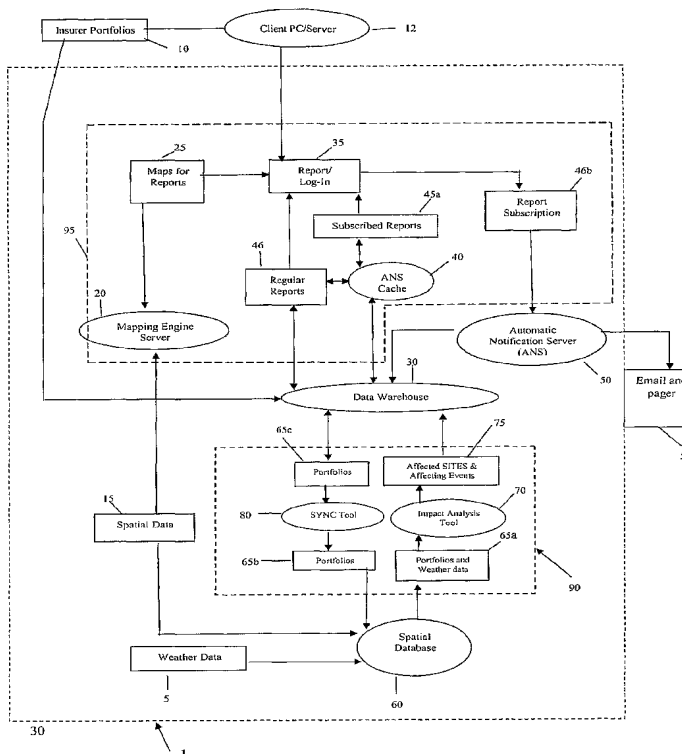 Insurer Portfolios
10
Client PC/Server
12
25
Maps for
Reports
35
Report/
Log-In
45a
Subscribed Reports
46b
Report
Subscription
95
46
Regular
Reports
40
ANS
Cache
20
Mapping Engine
Server
Automatic
Notification Server
(ANS)
50
Email and
pager
30
Data Warehouse
65c
Portfolios
75
Affected SITES &
Affecting Events
15
Spatial Data
80
SYNC Tool
70
Impact Analysis
Tool
65b
Portfolios
65a
Portfolios and
Weather data
90
Spatial
Database
60
Weather Data
5
30
1